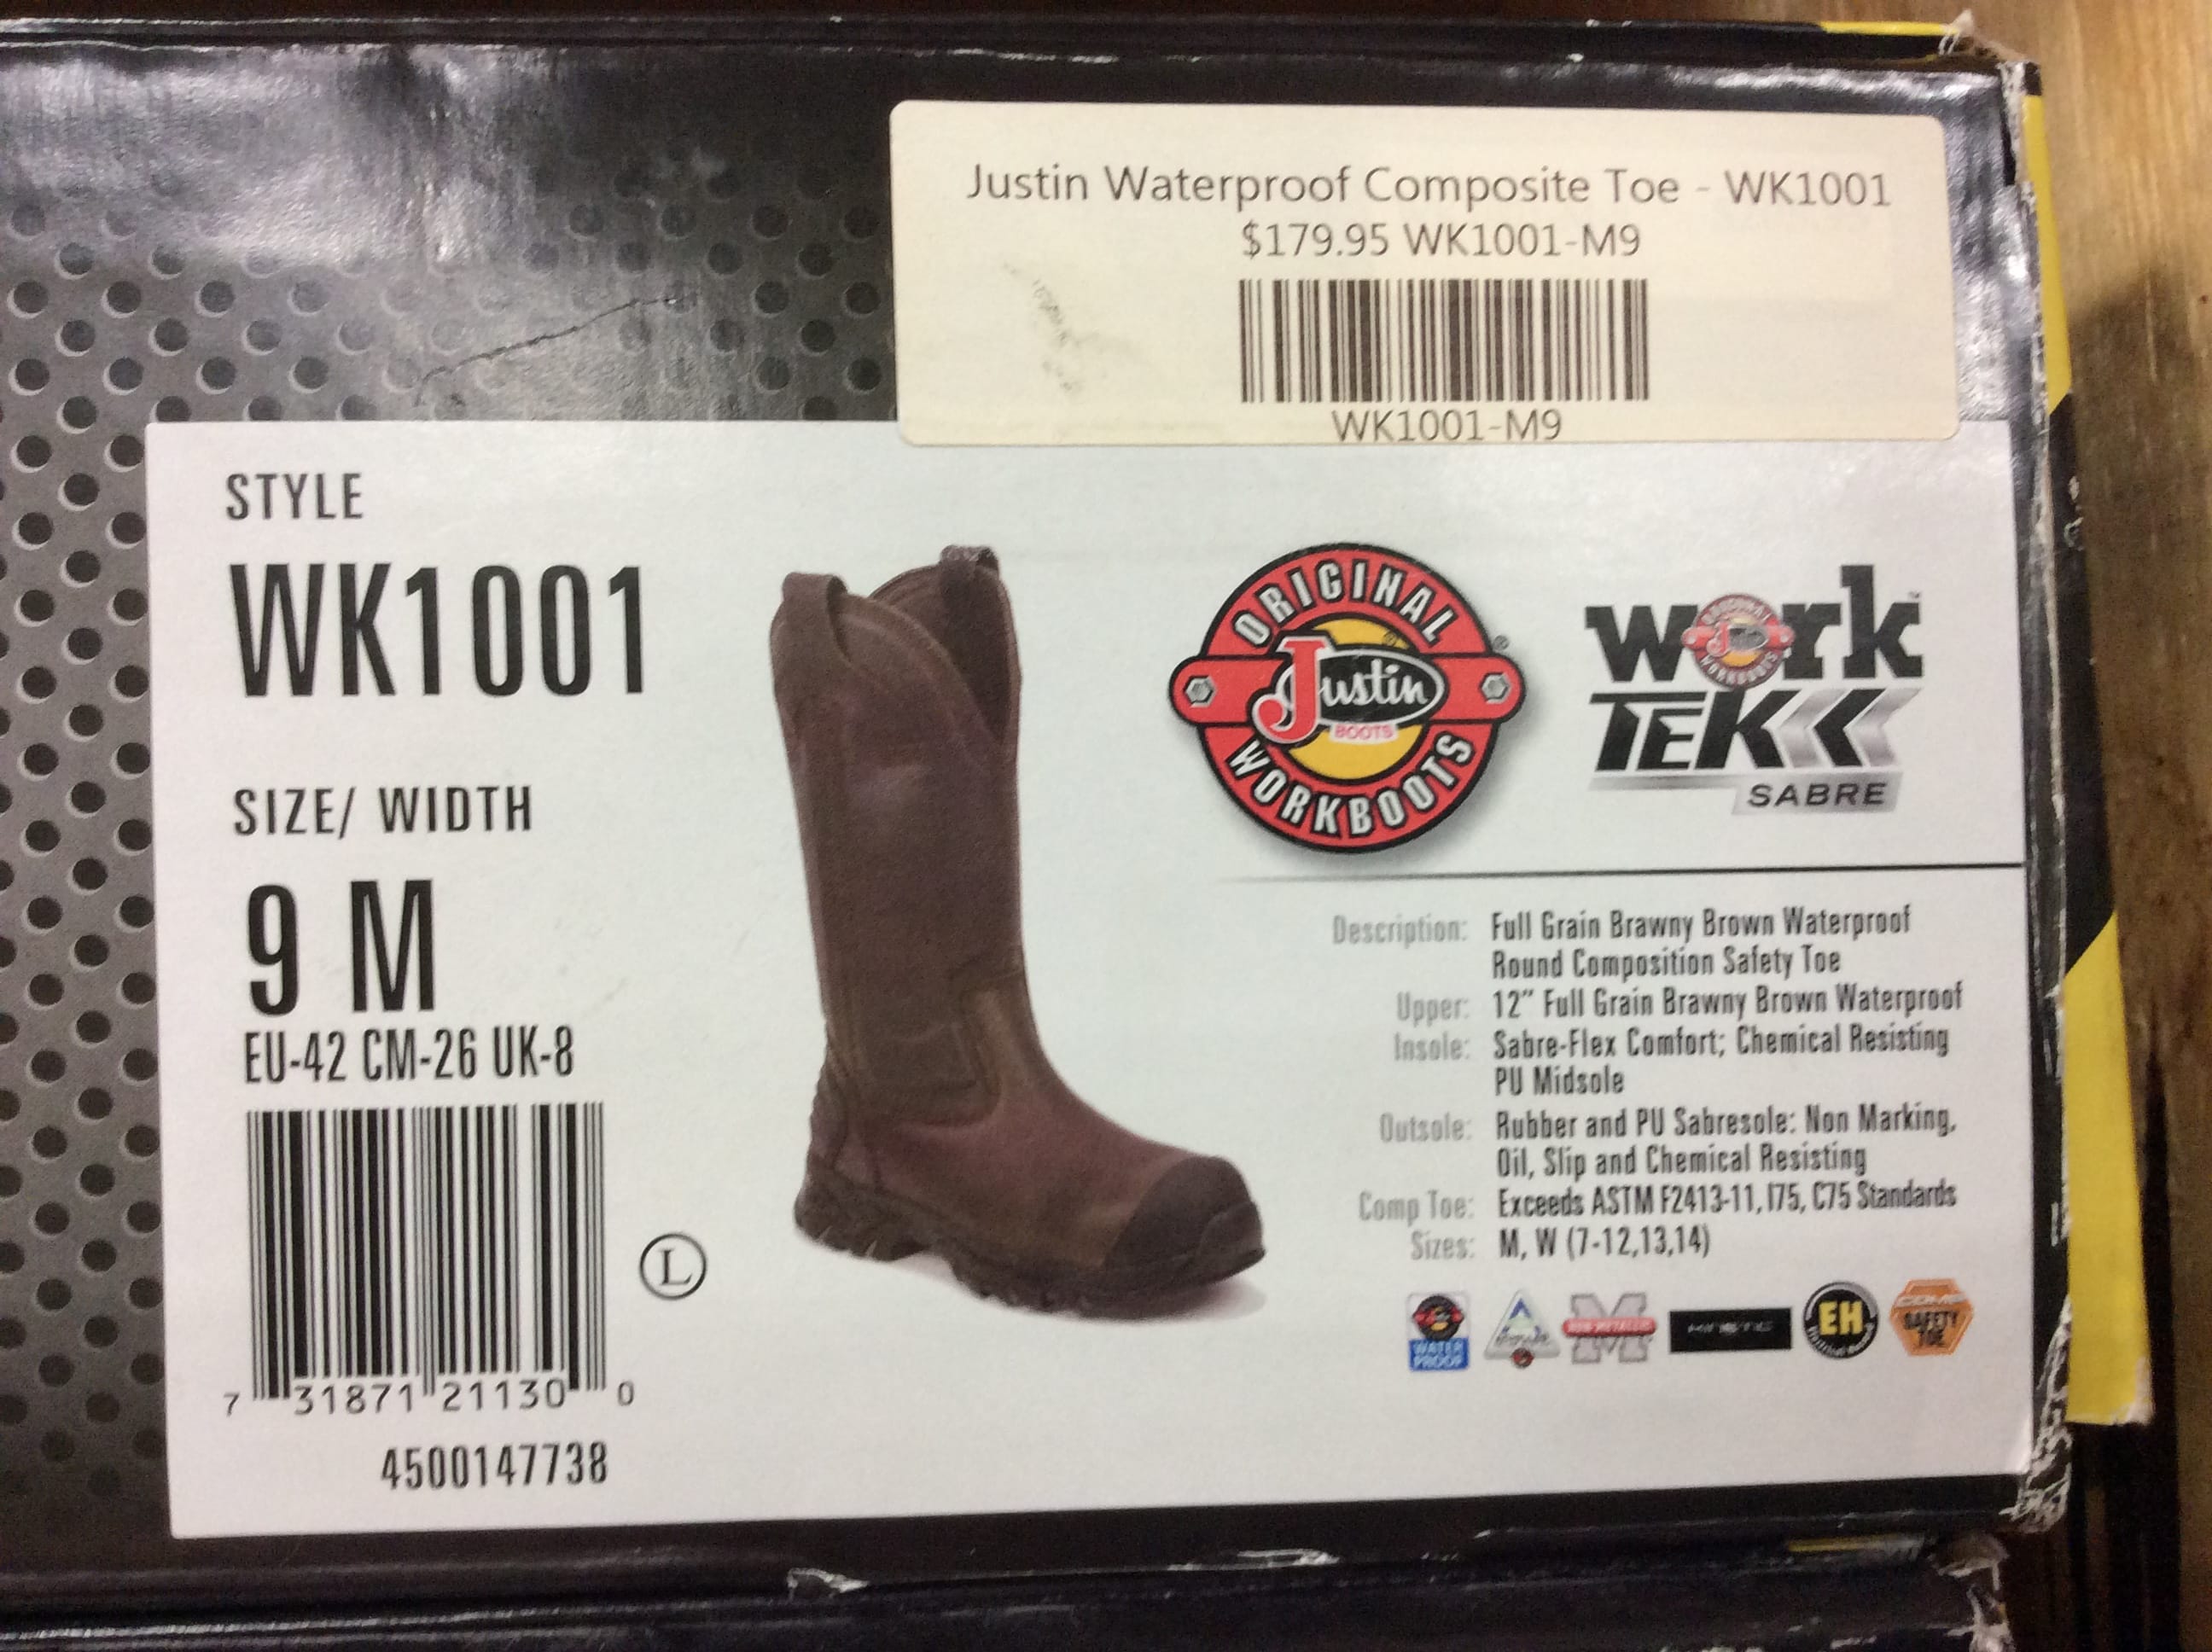 Justin Waterproof Composite Toe - WK1001
$179.95 WK1001-M9
WK1001-M9
STYLE
WK1001
SIZE/ WIDTH
9 M
EU-42 CM-26 UK-8
7 31871 21130 0
4500147738
L
ORIGINAL
Justin
BOOTS
WORKBOOTS
work
TEK
SABRE
Description: Full Grain Brawny Brown Waterproof
Round Composition Safety Toe
Upper: 12" Full Grain Brawny Brown Waterproof
Insole: Sabre-Flex Comfort; Chemical Resisting
PU Midsole
Outsole: Rubber and PU Sabresole: Non Marking,
Oil, Slip and Chemical Resisting
Comp Toe: Exceeds ASTM F2413-11, I75, C75 Standards
Sizes: M, W (7-12,13,14)
WATER
PROOF
M
EH
SAFETY
TOE